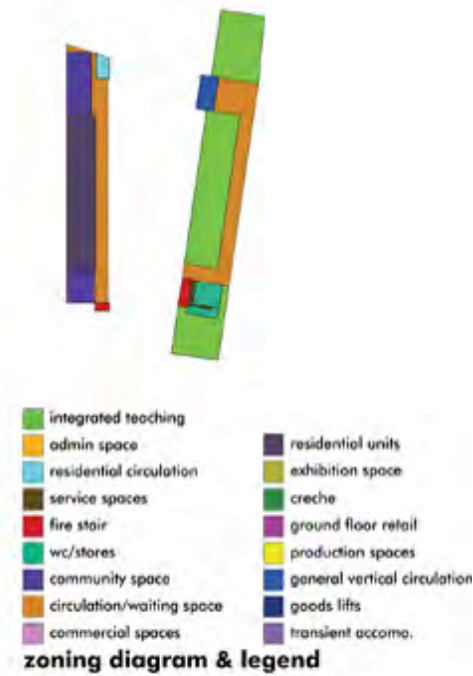 integrated teaching
admin space
residential circulation
service spaces
fire stair
wc/stores
community space
circulation/waiting space
commercial spaces
residential units
exhibition space
creche
ground floor retail
production spaces
general vertical circulation
goods lifts
transient accomo.
zoning diagram & legend